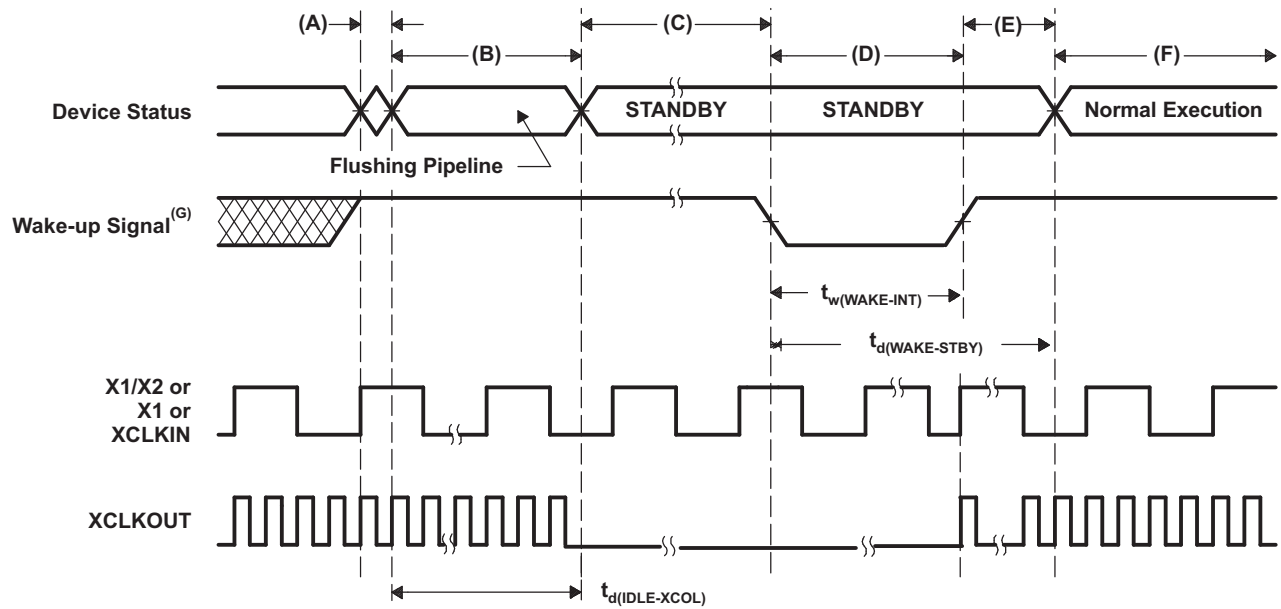 (A)
(C)
(E)
(B)
(D)
(F)
Device Status
STANDBY
STANDBY
Normal Execution
Flushing Pipeline
Wake-up Signal(G)
tw(WAKE-INT)
td(WAKE-STBY)
X1/X2 or
X1 or
XCLKIN
XCLKOUT
td(IDLE-XCOL)